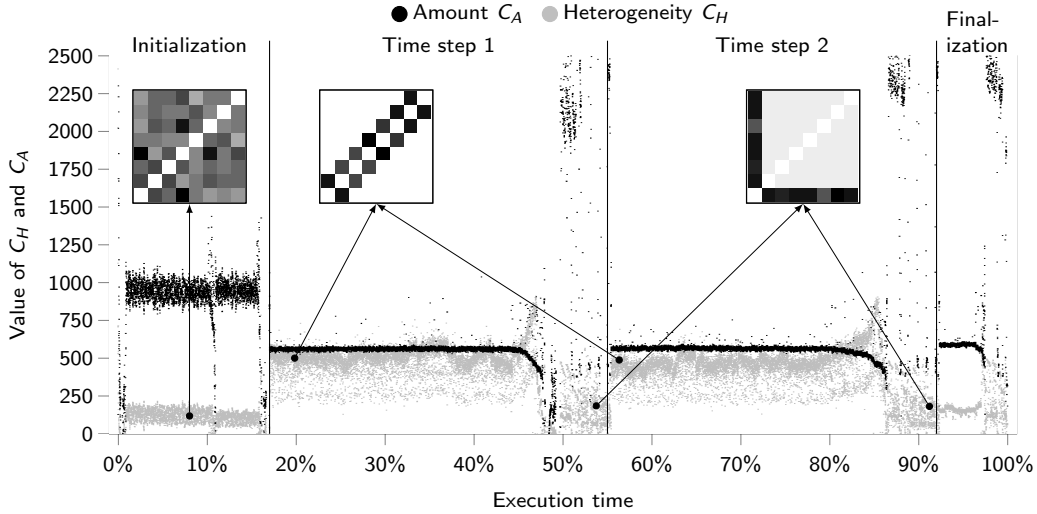 Amount C_A Heterogeneity C_H
Initialization Time step 1 Time step 2 Final-
ization
2500
2250
2000
1750
1500
1250
1000
750
500
250
0
Value of C_H and C_A
0% 10% 20% 30% 40% 50% 60% 70% 80% 90% 100%
Execution time